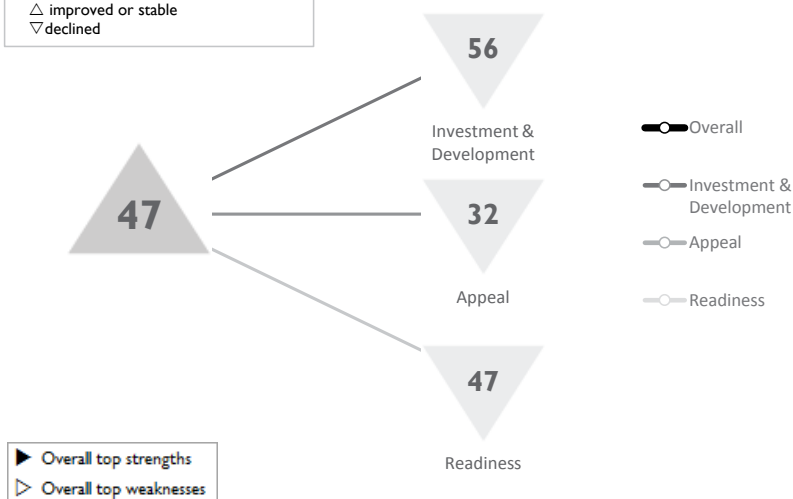 △ improved or stable
▽ declined
56
Investment &
Development
Overall
47
Investment &
Development
32
Appeal
Appeal
Readiness
47
Readiness
▶ Overall top strengths
▷ Overall top weaknesses